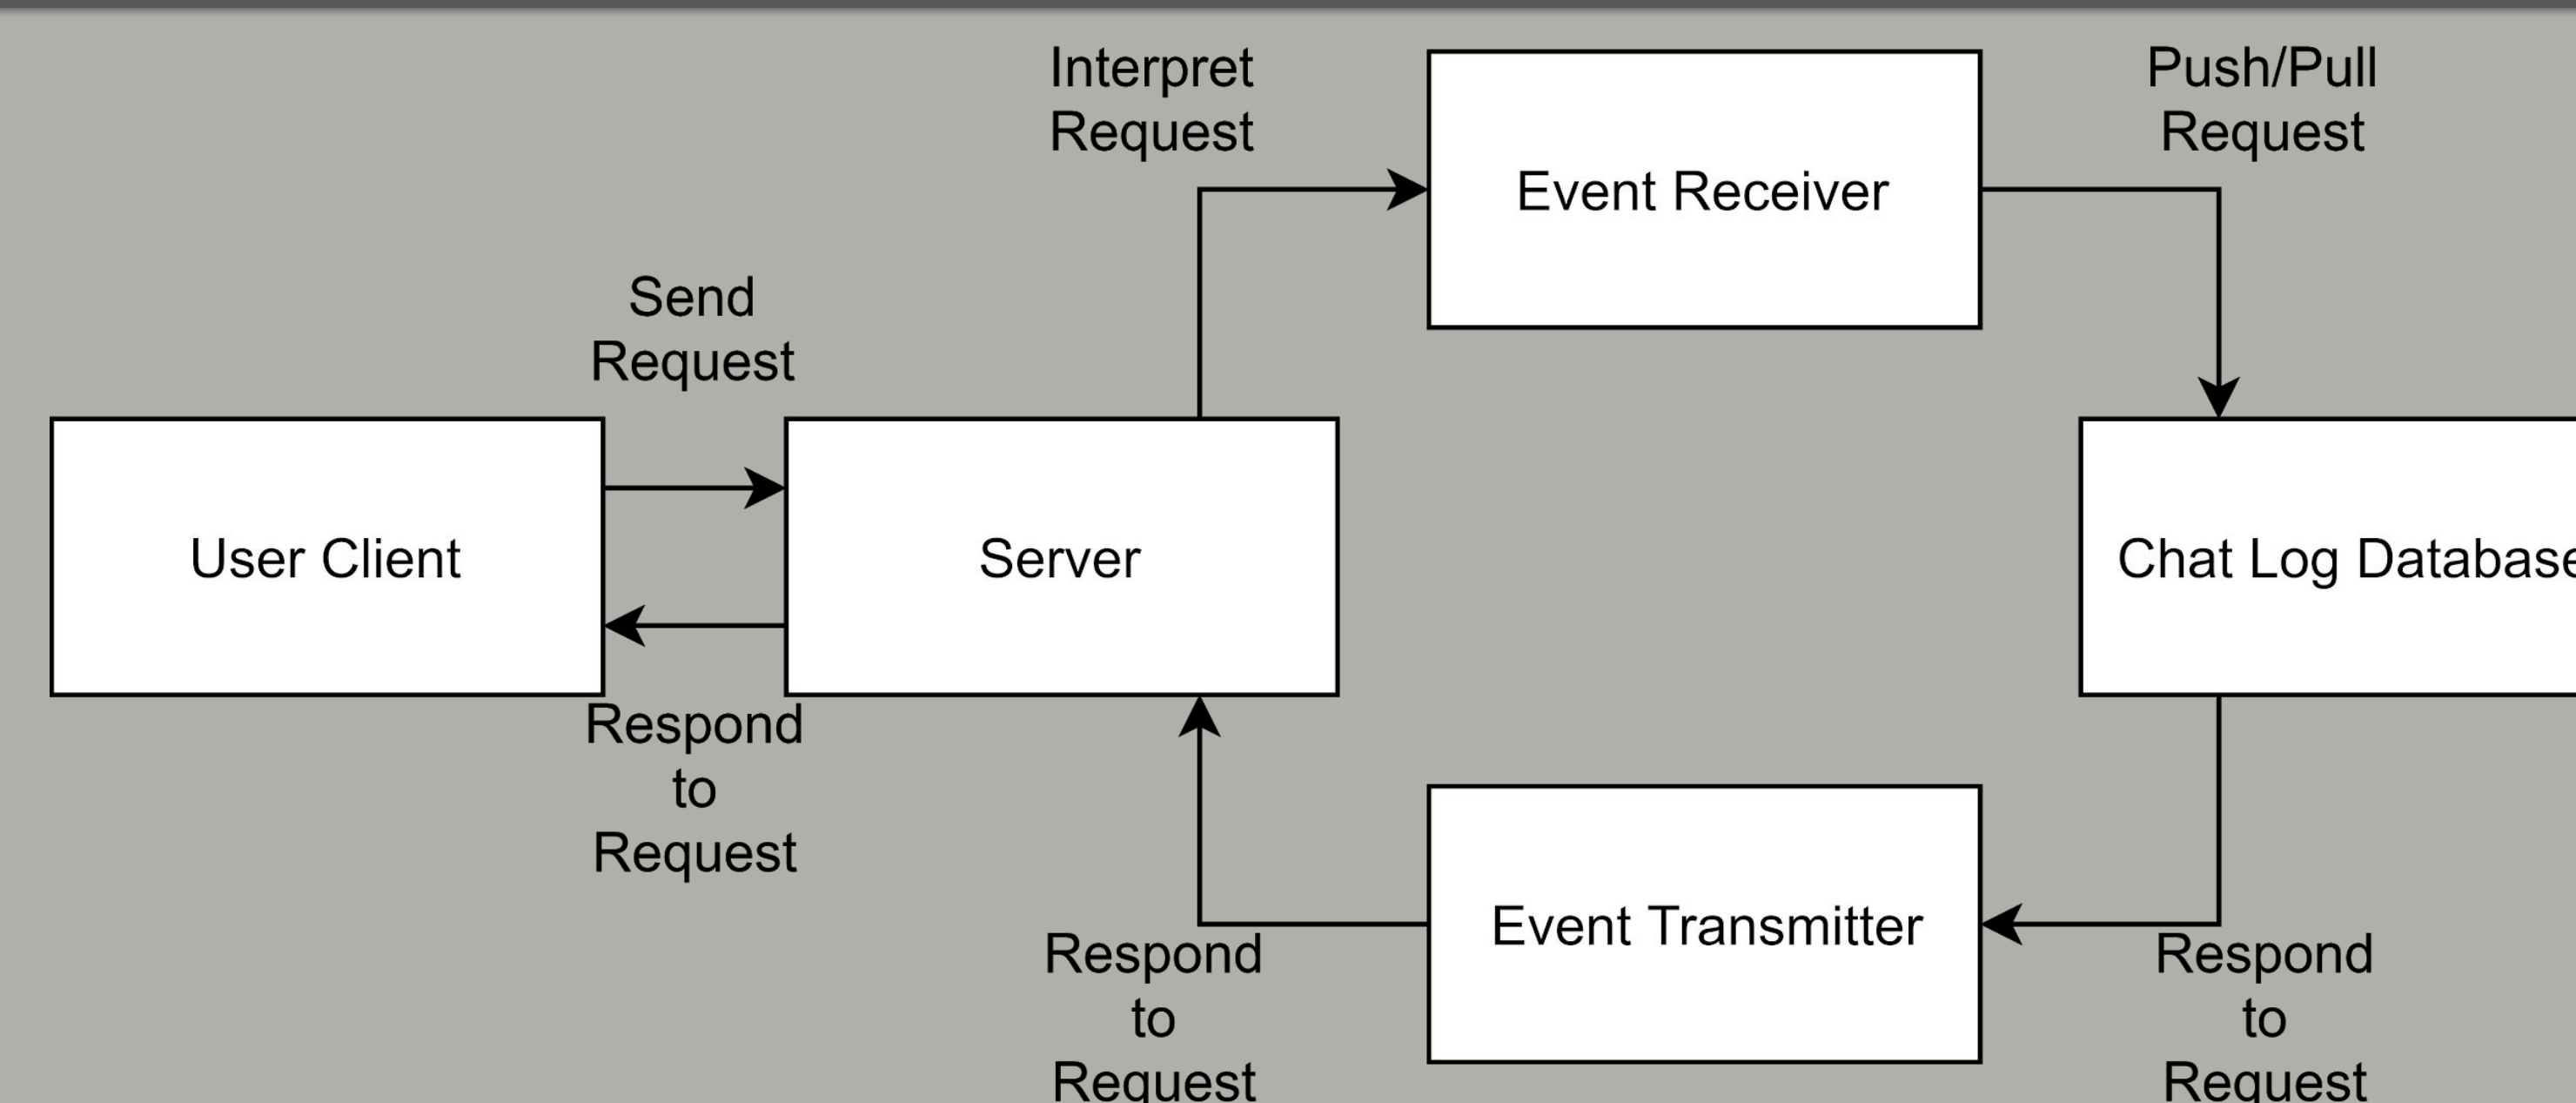 Interpret
Request
Push/Pull
Request
Event Receiver
Send
Request
User Client
Server
Chat Log Database
Respond
to
Request
Event Transmitter
Respond
to
Request
Respond
to
Request